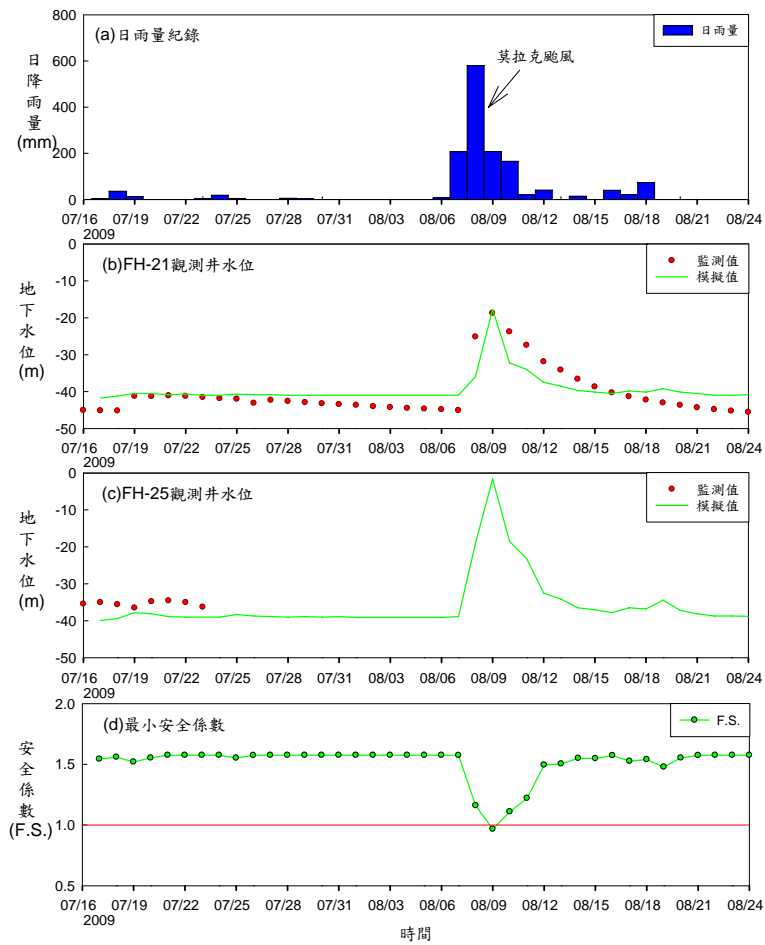 800
600
400
200
0
日
降
雨
量
(mm)
(a)日雨量紀錄
日雨量
莫拉克颱風
07/16 07/19 07/22 07/25 07/28 07/31 08/03 08/06 08/09 08/12 08/15 08/18 08/21 08/24
2009
0
-10
-20
-30
-40
-50
地
下
水
位
(m)
(b)FH-21觀測井水位
監測值
模擬值
07/16 07/19 07/22 07/25 07/28 07/31 08/03 08/06 08/09 08/12 08/15 08/18 08/21 08/24
2009
0
-10
-20
-30
-40
-50
地
下
水
位
(m)
(c)FH-25觀測井水位
監測值
模擬值
07/16 07/19 07/22 07/25 07/28 07/31 08/03 08/06 08/09 08/12 08/15 08/18 08/21 08/24
2009
2.0
1.5
1.0
0.5
安
全
係
數
(F.S.)
(d)最小安全係數
F.S.
07/16 07/19 07/22 07/25 07/28 07/31 08/03 08/06 08/09 08/12 08/15 08/18 08/21 08/24
2009
時間